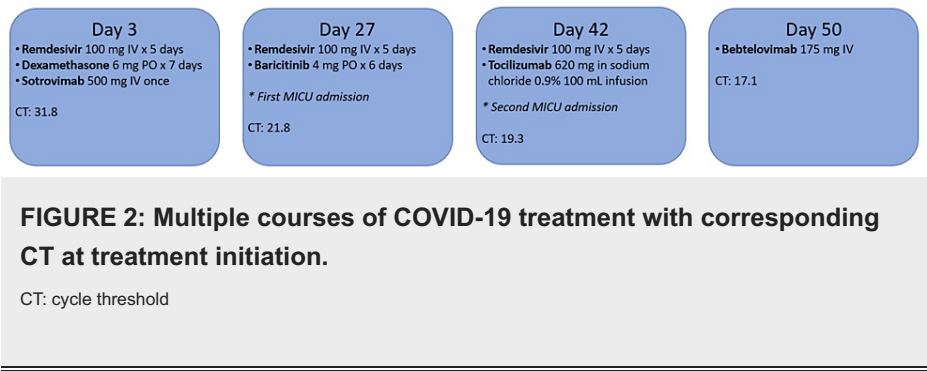 Day 3
• Remdesivir 100 mg IV x 5 days
• Dexamethasone 6 mg PO x 7 days
• Sotrovimab 500 mg IV once
CT: 31.8
Day 27
• Remdesivir 100 mg IV x 5 days
• Baricitinib 4 mg PO x 6 days
* First MICU admission
CT: 21.8
Day 42
• Remdesivir 100 mg IV x 5 days
• Tocilizumab 620 mg in sodium
chloride 0.9% 100 mL infusion
* Second MICU admission
CT: 19.3
Day 50
• Bebtelovimab 175 mg IV
CT: 17.1
FIGURE 2: Multiple courses of COVID-19 treatment with corresponding
CT at treatment initiation.
CT: cycle threshold